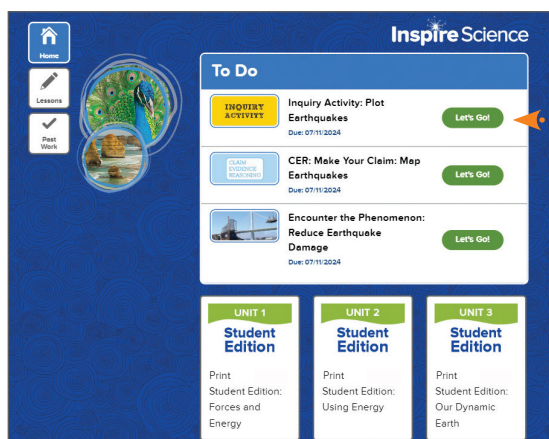 Inspire Science
Home
Lessons
Past
Work
To Do
INQUIRY
ACTIVITY
Inquiry Activity: Plot
Earthquakes
Due: 07/11/2024
Let's Go!
CLAIM
EVIDENCE
REASONING
CER: Make Your Claim: Map
Earthquakes
Due: 07/11/2024
Let's Go!
Encounter the Phenomenon:
Reduce Earthquake
Damage
Due: 07/11/2024
Let's Go!
UNIT 1
Student
Edition
Print
Student Edition:
Forces and
Energy
UNIT 2
Student
Edition
Print
Student Edition:
Using Energy
UNIT 3
Student
Edition
Print
Student Edition:
Our Dynamic
Earth